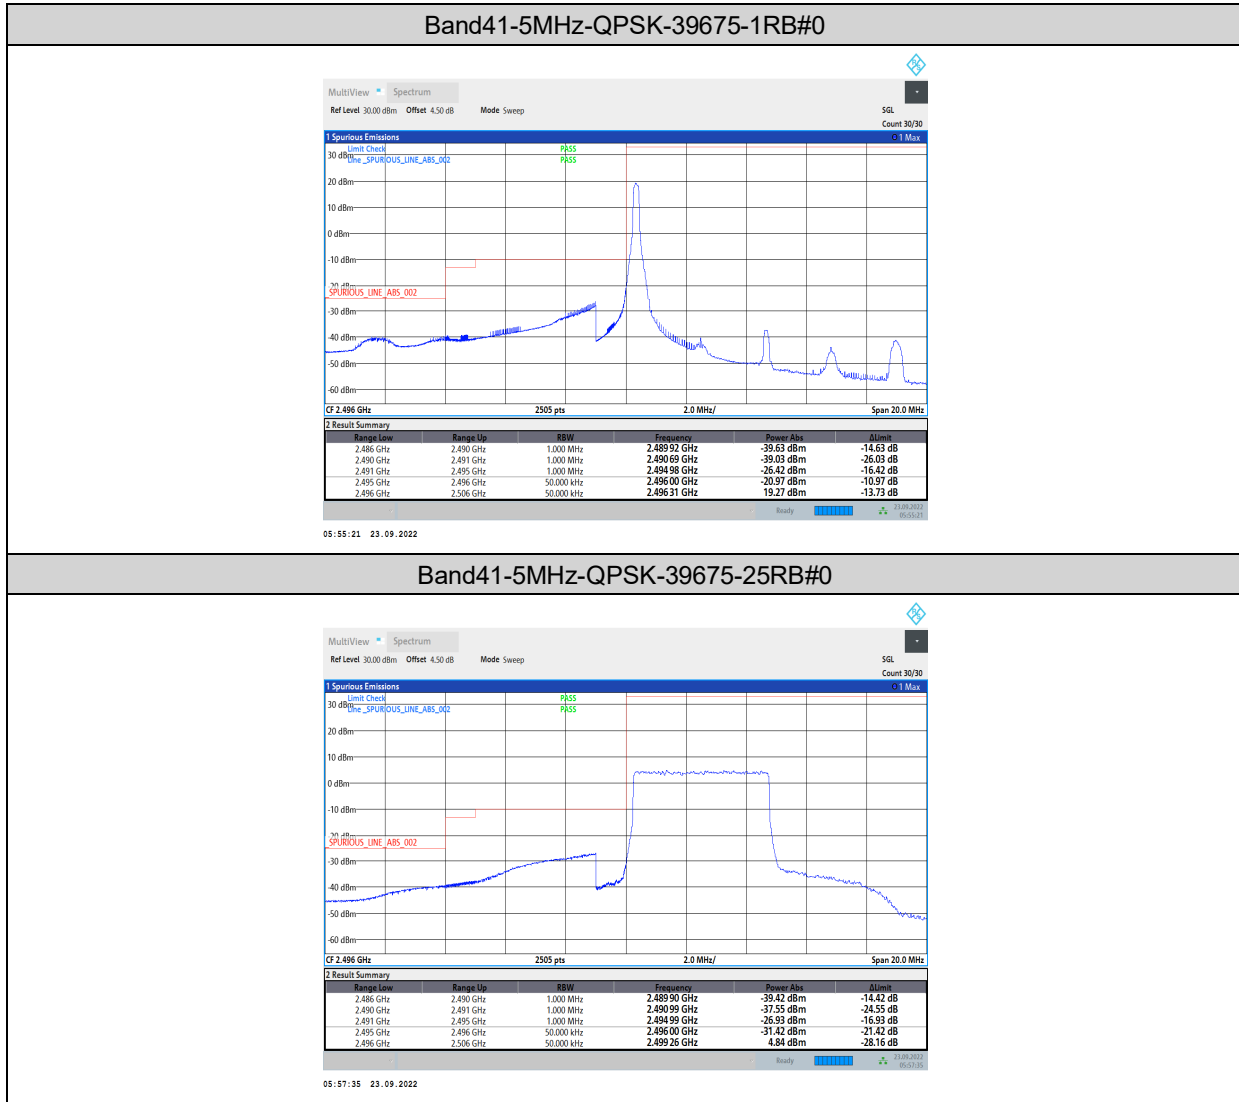 Band41-5MHz-QPSK-39675-1RB#0
MultiView Spectrum
Ref Level 30.00 dBm Offset 4.50 dB Mode Sweep SGL
Count 30/30
1 Spurious Emissions 1 Max
Limit Check PASS
30 dBm Line _SPURIOUS_LINE_ABS_002 PASS
20 dBm
10 dBm
0 dBm
-10 dBm
-20 dBm
SPURIOUS_LINE_ABS_002
-30 dBm
-40 dBm
-50 dBm
-60 dBm
CF 2.496 GHz 2505 pts 2.0 MHz/ Span 20.0 MHz
2 Result Summary
Range Low Range Up RBW Frequency Power Abs ΔLimit
2.486 GHz 2.490 GHz 1.000 MHz 2.48992 GHz -39.63 dBm -14.63 dB
2.490 GHz 2.491 GHz 1.000 MHz 2.49069 GHz -39.03 dBm -26.03 dB
2.491 GHz 2.495 GHz 1.000 MHz 2.49498 GHz -26.42 dBm -16.42 dB
2.495 GHz 2.496 GHz 50.000 kHz 2.49600 GHz -20.97 dBm -10.97 dB
2.496 GHz 2.506 GHz 50.000 kHz 2.49631 GHz 19.27 dBm -13.73 dB
Ready 23.09.2022
05:55:21
05:55:21 23.09.2022
Band41-5MHz-QPSK-39675-25RB#0
MultiView Spectrum
Ref Level 30.00 dBm Offset 4.50 dB Mode Sweep SGL
Count 30/30
1 Spurious Emissions 1 Max
Limit Check PASS
30 dBm Line _SPURIOUS_LINE_ABS_002 PASS
20 dBm
10 dBm
0 dBm
-10 dBm
-20 dBm
SPURIOUS_LINE_ABS_002
-30 dBm
-40 dBm
-50 dBm
-60 dBm
CF 2.496 GHz 2505 pts 2.0 MHz/ Span 20.0 MHz
2 Result Summary
Range Low Range Up RBW Frequency Power Abs ΔLimit
2.486 GHz 2.490 GHz 1.000 MHz 2.48990 GHz -39.42 dBm -14.42 dB
2.490 GHz 2.491 GHz 1.000 MHz 2.49099 GHz -37.55 dBm -24.55 dB
2.491 GHz 2.495 GHz 1.000 MHz 2.49499 GHz -26.93 dBm -16.93 dB
2.495 GHz 2.496 GHz 50.000 kHz 2.49600 GHz -31.42 dBm -21.42 dB
2.496 GHz 2.506 GHz 50.000 kHz 2.49926 GHz 4.84 dBm -28.16 dB
Ready 23.09.2022
05:57:35
05:57:35 23.09.2022